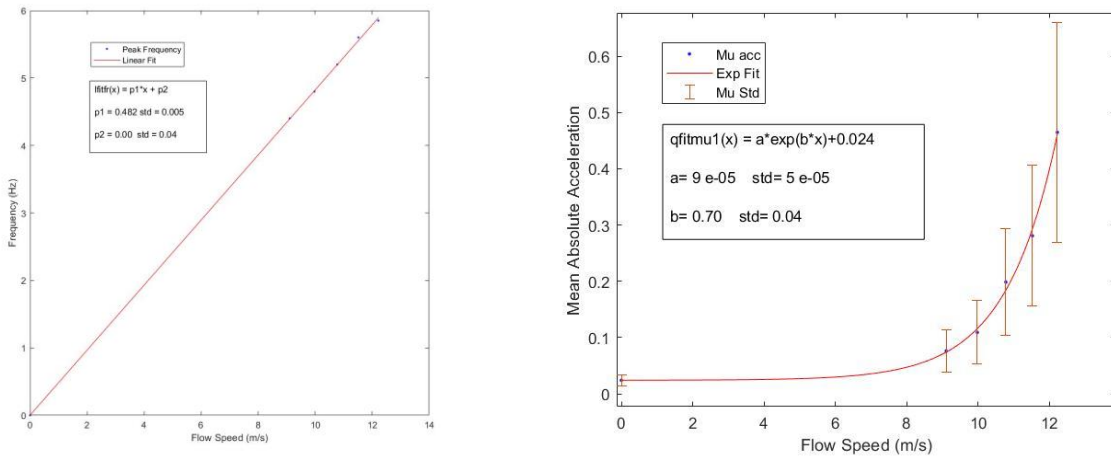 6
5
4
3
2
1
0
Frequency (Hz)
Peak Frequency
Linear Fit
lfitfr(x) = p1*x + p2
p1 = 0.482 std = 0.005
p2 = 0.00 std = 0.04
0 2 4 6 8 10 12 14
Flow Speed (m/s)
0.6
0.5
0.4
0.3
0.2
0.1
0
Mean Absolute Acceleration
Mu acc
Exp Fit
Mu Std
qfitmu1(x) = a*exp(b*x)+0.024
a= 9 e-05 std= 5 e-05
b= 0.70 std= 0.04
0 2 4 6 8 10 12
Flow Speed (m/s)